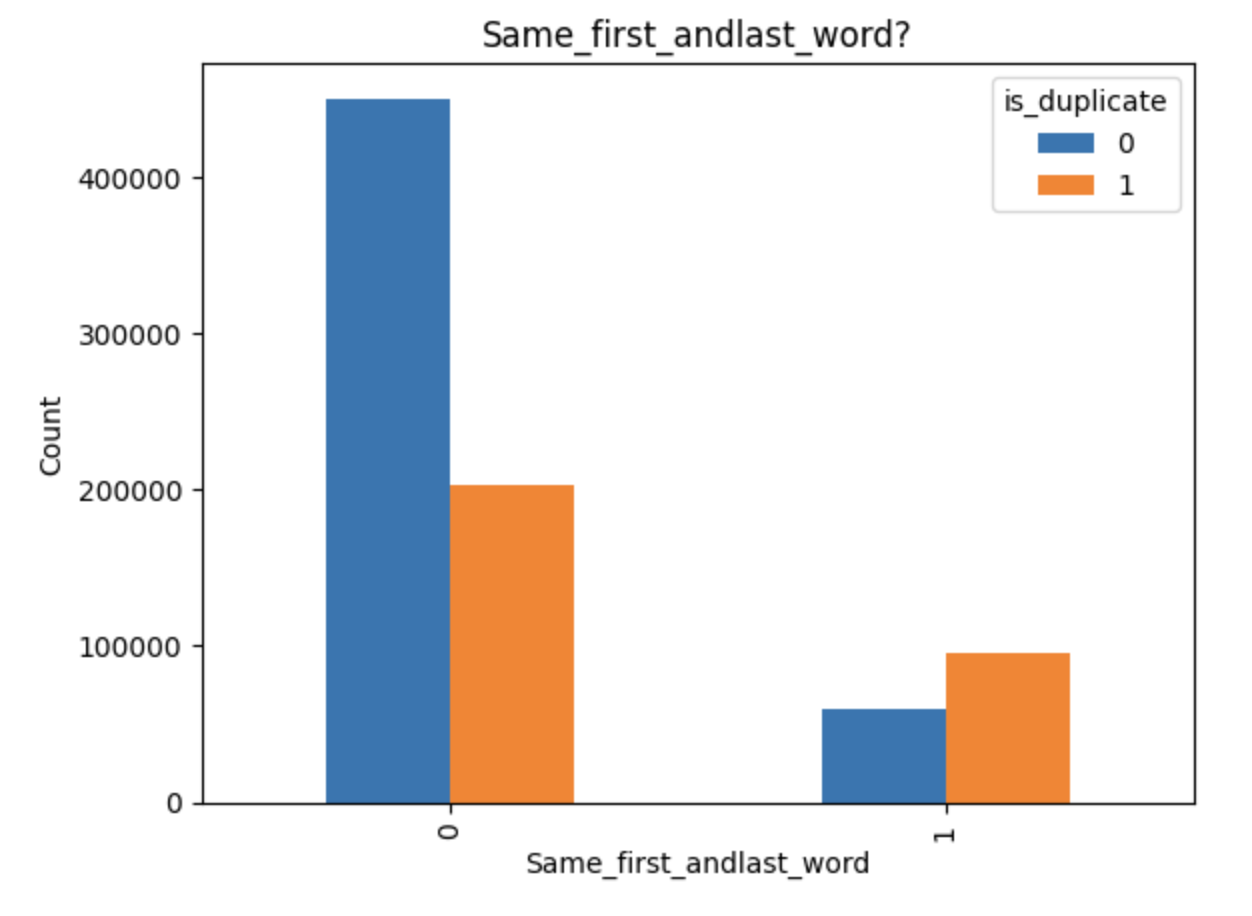 Same_first_andlast_word?
is_duplicate
0
1
400000
300000
200000
100000
0
Count
0
1
Same_first_andlast_word